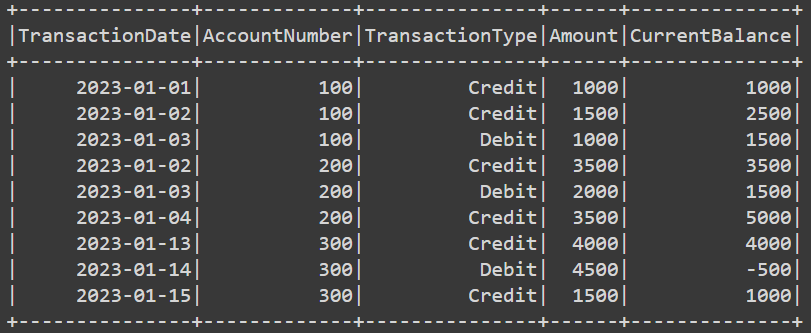 +---------------+-------------+---------------+------+--------------+
|TransactionDate|AccountNumber|TransactionType|Amount|CurrentBalance|
+---------------+-------------+---------------+------+--------------+
|     2023-01-01|          100|         Credit|  1000|          1000|
|     2023-01-02|          100|         Credit|  1500|          2500|
|     2023-01-03|          100|          Debit|  1000|          1500|
|     2023-01-02|          200|         Credit|  3500|          3500|
|     2023-01-03|          200|          Debit|  2000|          1500|
|     2023-01-04|          200|         Credit|  3500|          5000|
|     2023-01-13|          300|         Credit|  4000|          4000|
|     2023-01-14|          300|          Debit|  4500|          -500|
|     2023-01-15|          300|         Credit|  1500|          1000|
+---------------+-------------+---------------+------+--------------+